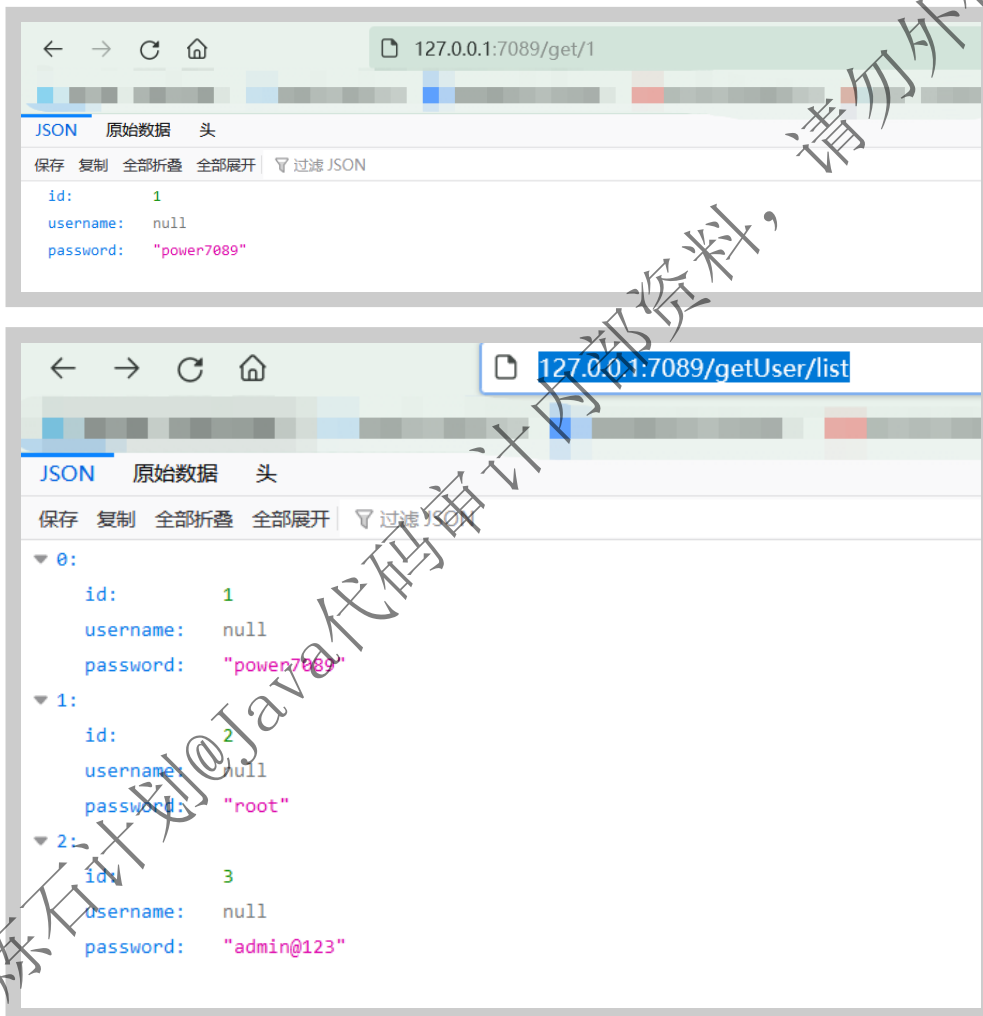 127.0.0.1:7089/get/1
JSON 原始数据 头
保存 复制 全部折叠 全部展开 过滤 JSON
id: 1
username: null
password: "power7089"
127.0.0.1:7089/getUser/list
JSON 原始数据 头
保存 复制 全部折叠 全部展开 过滤 JSON
0:
id: 1
username: null
password: "power7089"
1:
id: 2
username: null
password: "root"
2:
id: 3
username: null
password: "admin@123"
炼石计划@Java代码审计内部资料，请勿外